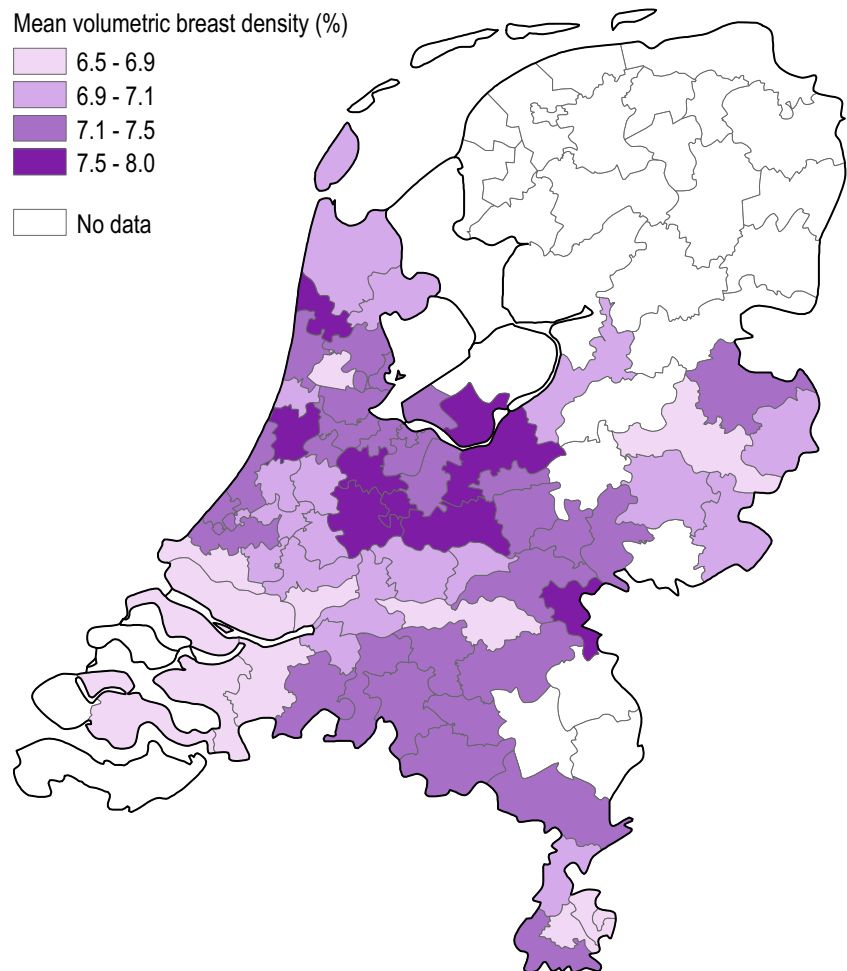 Mean volumetric breast density (%)
6.5 - 6.9
6.9 - 7.1
7.1 - 7.5
7.5 - 8.0
No data